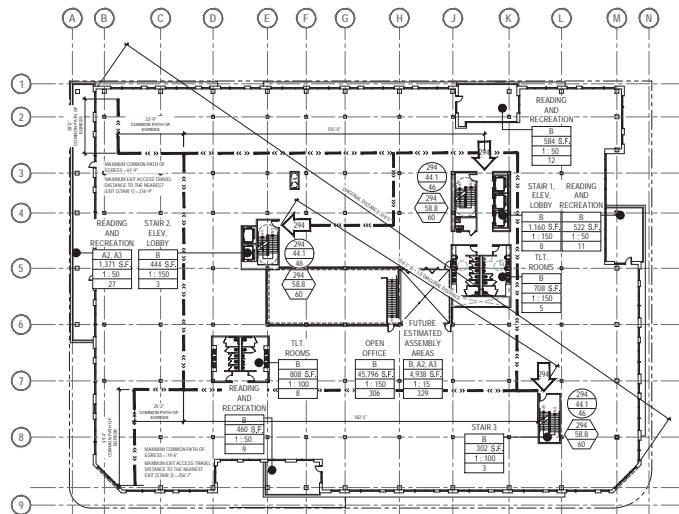 A B C D E F G H J K L M N
1
2
3
4
5
6
7
8
9
COMMON PATH OF
EGRESS
COMMON PATH OF
EGRESS
MAXIMUM COMMON PATH OF
MAXIMUM EXIT ACCESS TRAVEL
DISTANCE TO THE NEAREST
READING
AND
RECREATION
B
584 S.F.
1 : 50
12
294
44.1
46
294
58.8
60
STAIR 1,
ELEV,
LOBBY
B
1,160 S.F.
1 : 150
8
READING
AND
RECREATION
B
522 S.F.
1 : 50
11
READING
AND
RECREATION
A2, A3
1,371 S.F.
1 : 50
27
STAIR 2,
ELEV,
LOBBY
B
444 S.F.
1 : 150
3
294
294
44.1
46
294
58.8
60
TLT.
ROOMS
B
708 S.F.
1 : 150
5
TLT.
ROOMS
B
808 S.F.
1 : 100
8
OPEN
OFFICE
B
45,796 S.F.
1 : 150
306
FUTURE
ESTIMATED
ASSEMBLY
AREAS
B, A2, A3
4,938 S.F.
1 : 15
329
READING
AND
RECREATION
B
460 S.F.
1 : 50
9
294
44.1
46
294
58.8
60
STAIR 3
B
302 S.F.
1 : 100
3
COMMON PATH OF
EGRESS
COMMON PATH OF
EGRESS
MAXIMUM COMMON PATH OF
MAXIMUM EXIT ACCESS TRAVEL
DISTANCE TO THE NEAREST